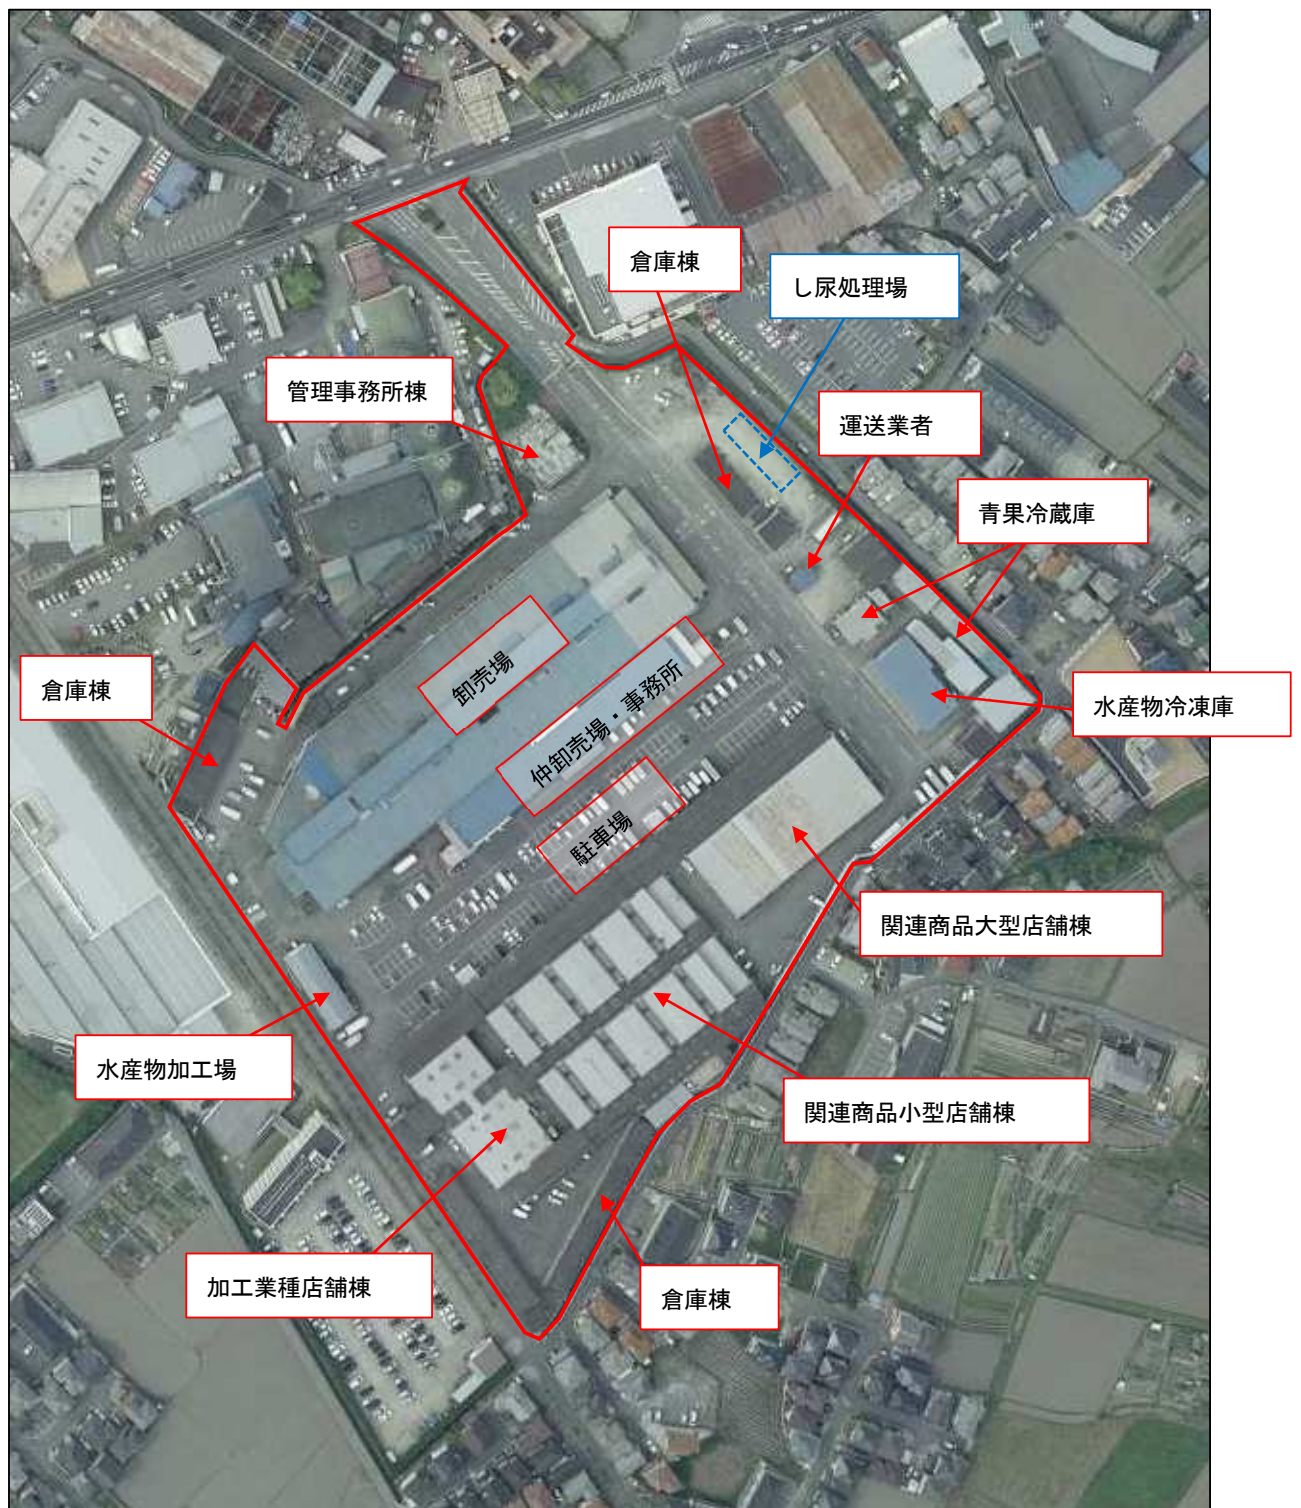 倉庫棟
し尿処理場
管理事務所棟
運送業者
青果冷蔵庫
卸売場
倉庫棟
仲卸売場・事務所
水産物冷凍庫
駐車場
関連商品大型店舗棟
水産物加工場
関連商品小型店舗棟
加工業種店舗棟
倉庫棟